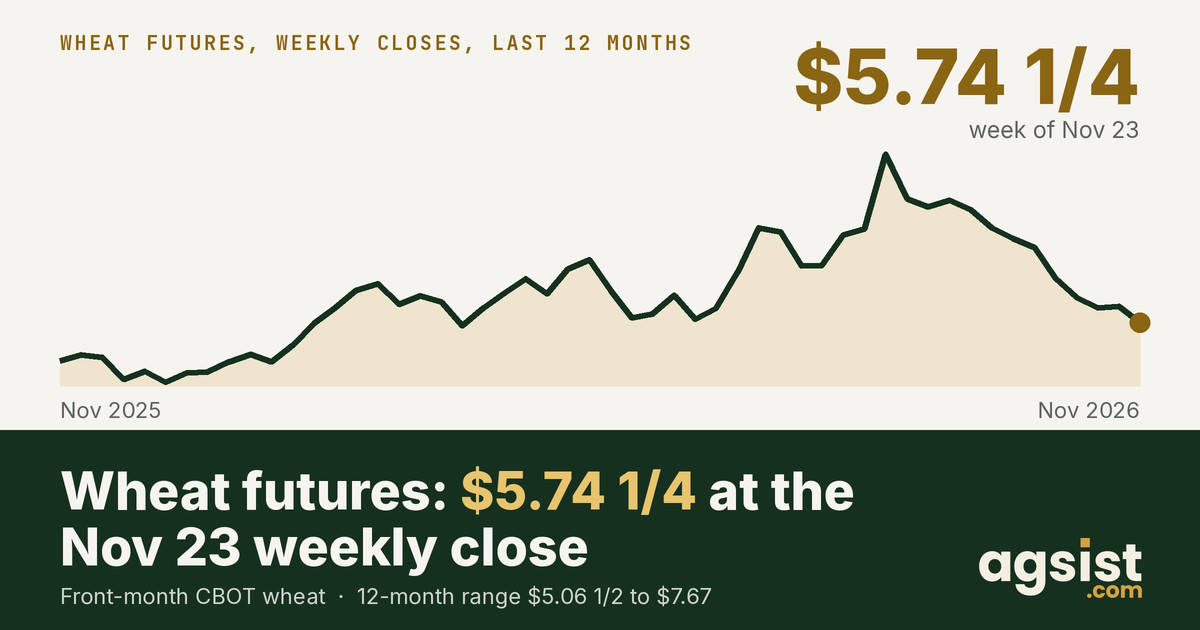 WHEAT FUTURES, WEEKLY CLOSES, LAST 12 MONTHS
$5.74 1/4
week of Nov 23
Nov 2025
Nov 2026
Wheat futures: $5.74 1/4 at the
Nov 23 weekly close
Front-month CBOT wheat · 12-month range $5.06 1/2 to $7.67
agsist
.com